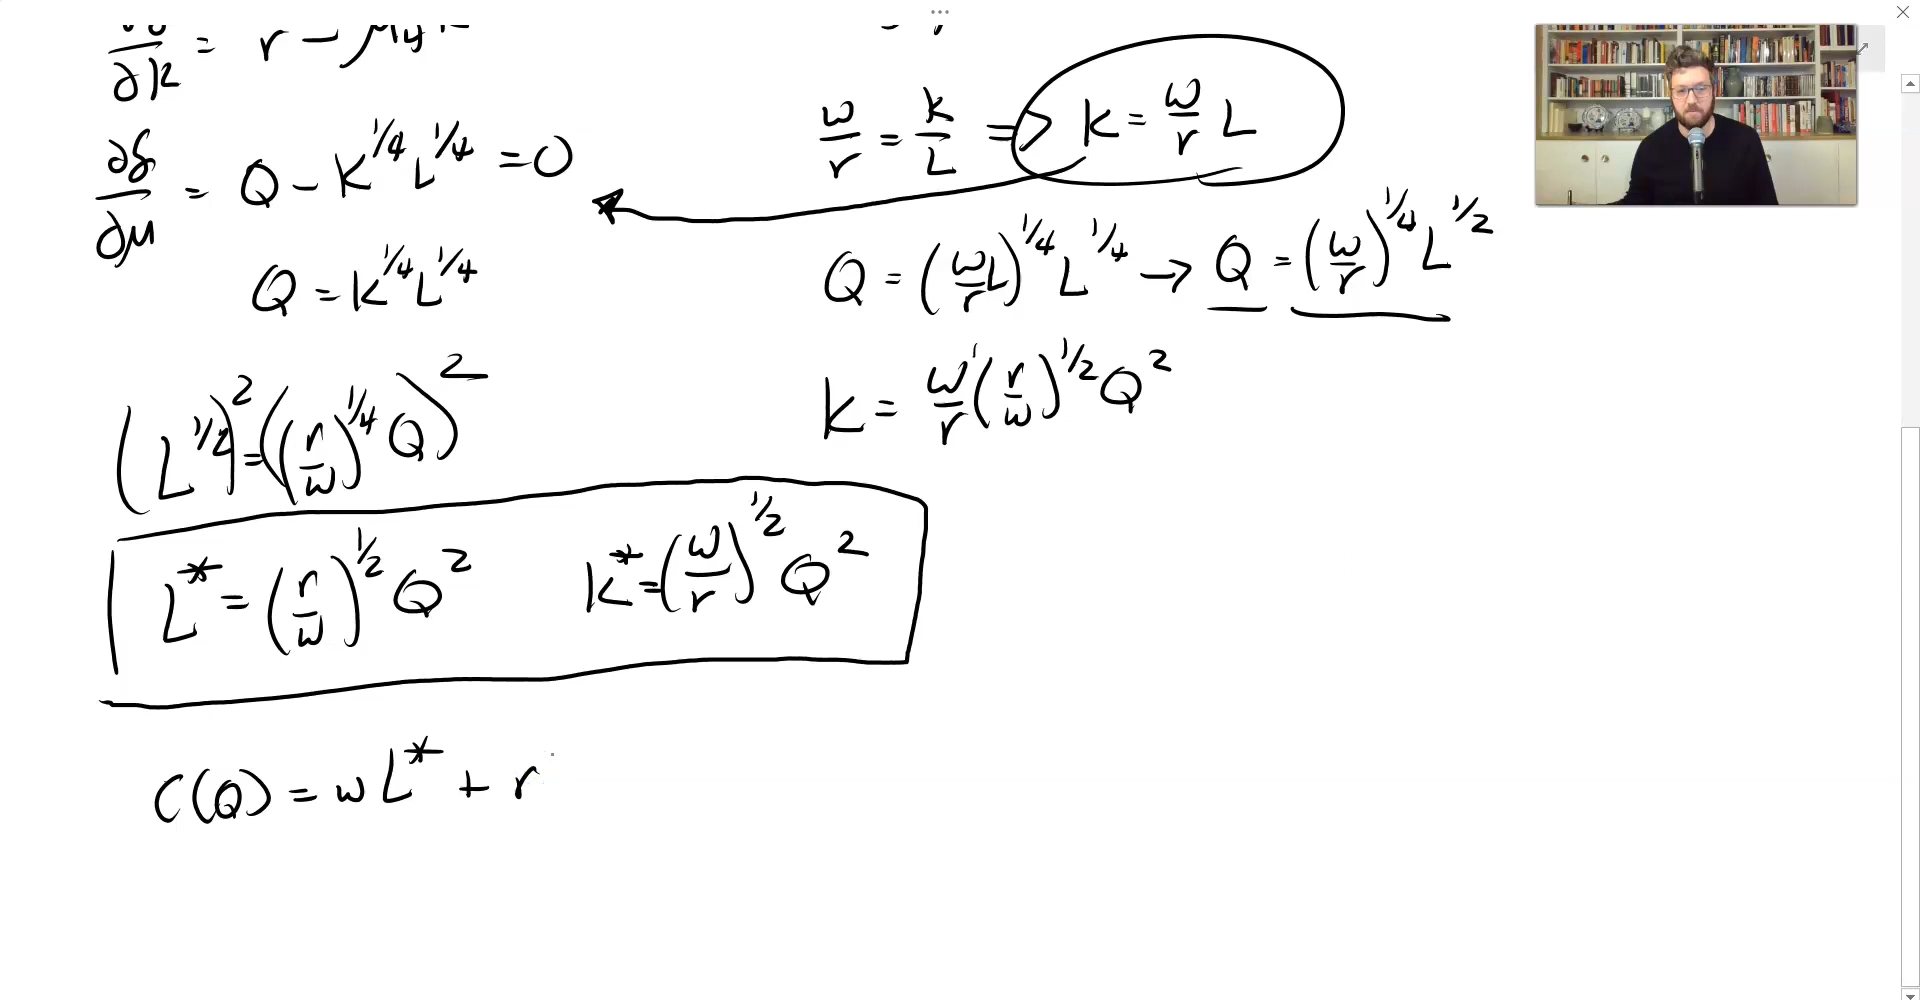 ∂k = r − μ
w/r = k/L => k = w/r L
∂ℒ/∂μ = Q − K^1/4 L^1/4 = 0
Q = K^1/4 L^1/4
Q = (w/r L)^1/4 L^1/4 → Q = (w/r)^1/4 L^1/2
(L^1/2)^2 = ((r/w)^1/4 Q)^2
k = w^1/r (r/w)^1/2 Q^2
L* = (r/w)^1/2 Q^2 k* = (w/r)^1/2 Q^2
C(Q) = wL* + r